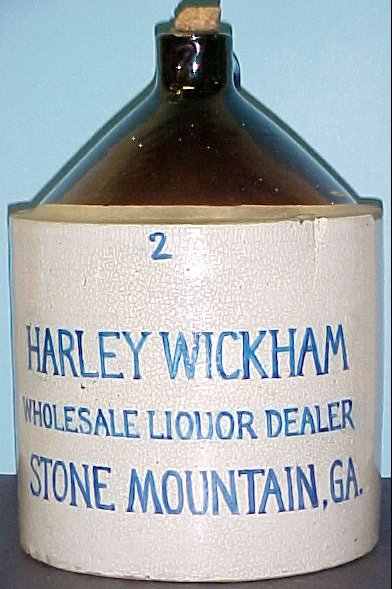 2
HARLEY WICKHAM
WHOLESALE LIQUOR DEALER
STONE MOUNTAIN, GA.